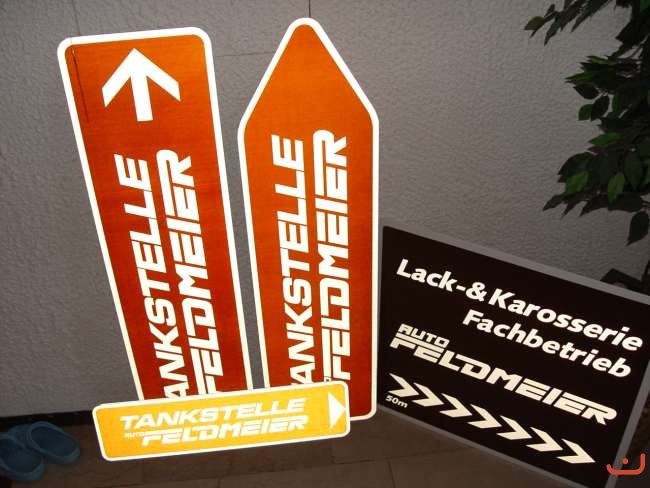 TANKSTELLE
FELDMEIER
TANKSTELLE
FELDMEIER
TANKSTELLE
AUTO FELDMEIER
Lack-& Karosserie
Fachbetrieb
AUTO
FELDMEIER
50m